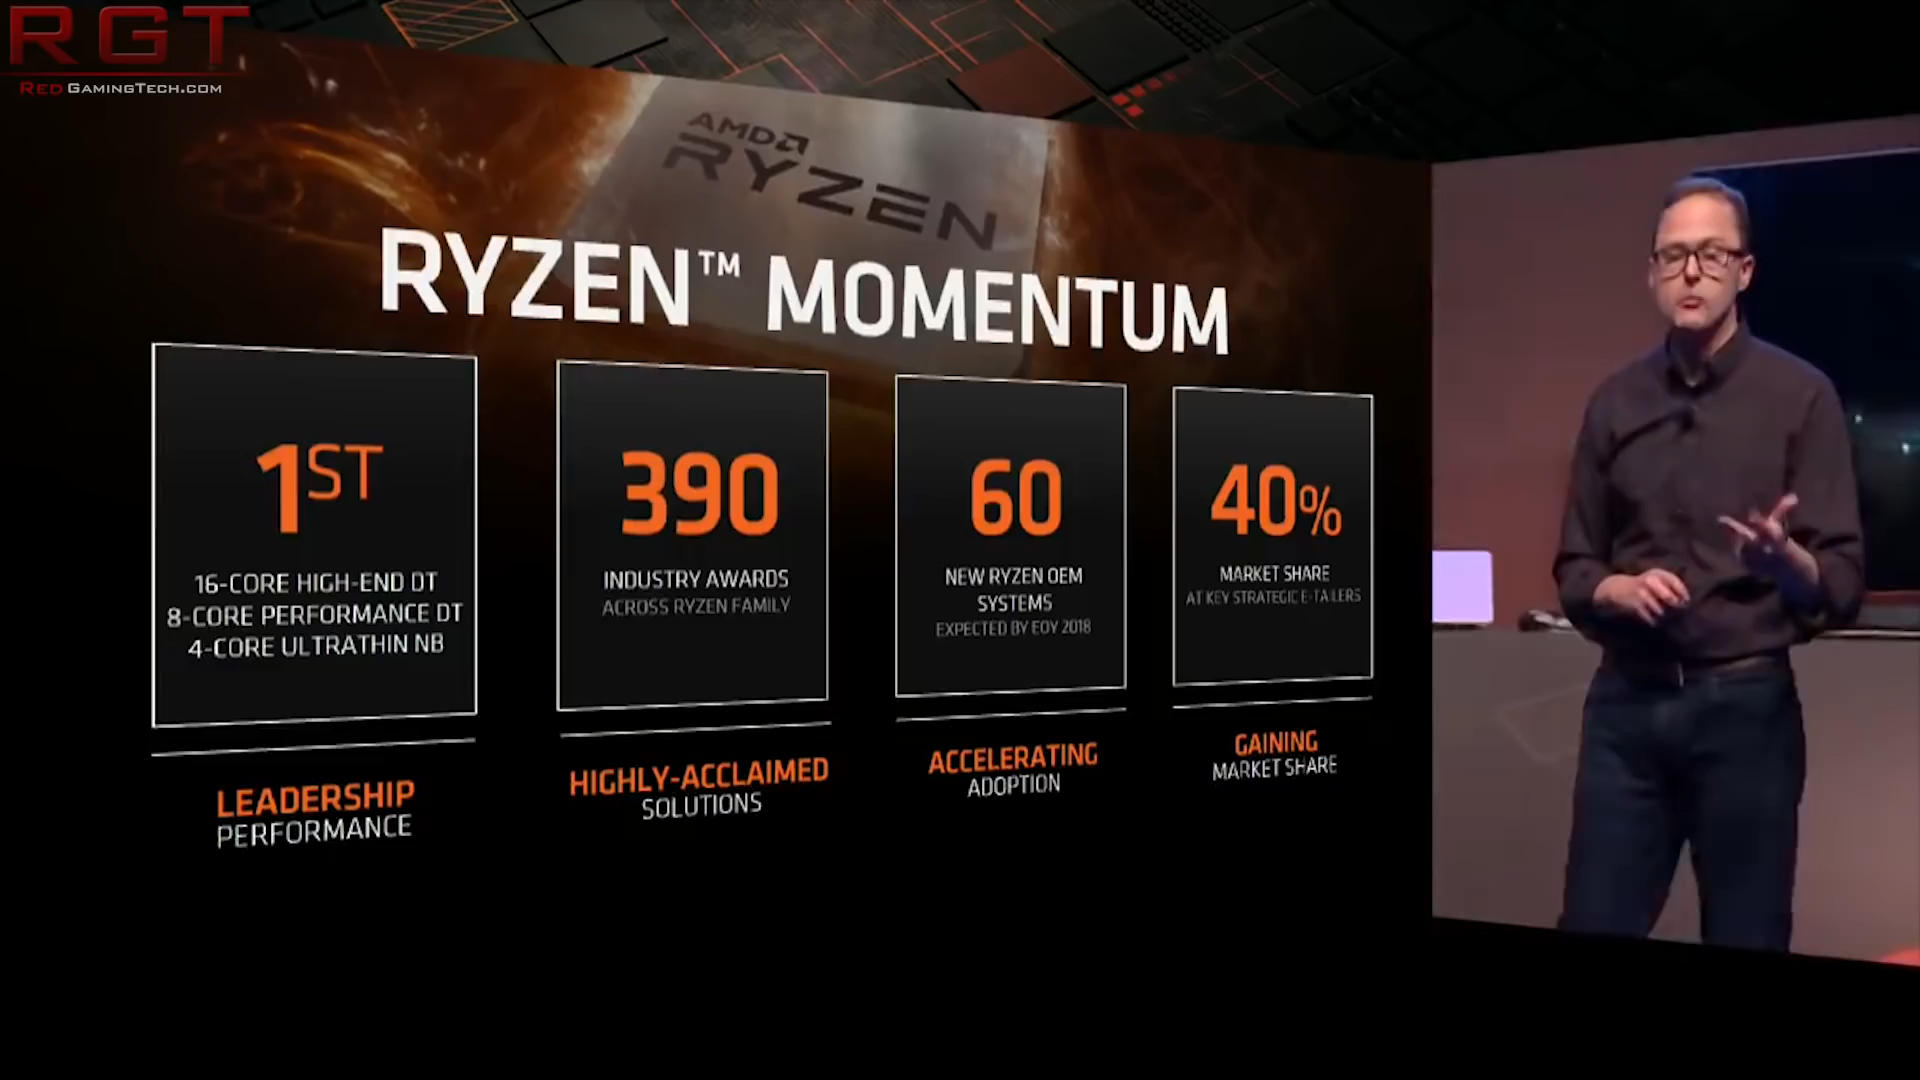 RGT
REDGAMINGTECH.COM
AMD
RYZEN
RYZEN™ MOMENTUM
1ST
16-CORE HIGH-END DT
8-CORE PERFORMANCE DT
4-CORE ULTRATHIN NB
LEADERSHIP
PERFORMANCE
390
INDUSTRY AWARDS
ACROSS RYZEN FAMILY
HIGHLY-ACCLAIMED
SOLUTIONS
60
NEW RYZEN OEM
SYSTEMS
EXPECTED BY EOY 2018
ACCELERATING
ADOPTION
40%
MARKET SHARE
AT KEY STRATEGIC E-TAILERS
GAINING
MARKET SHARE